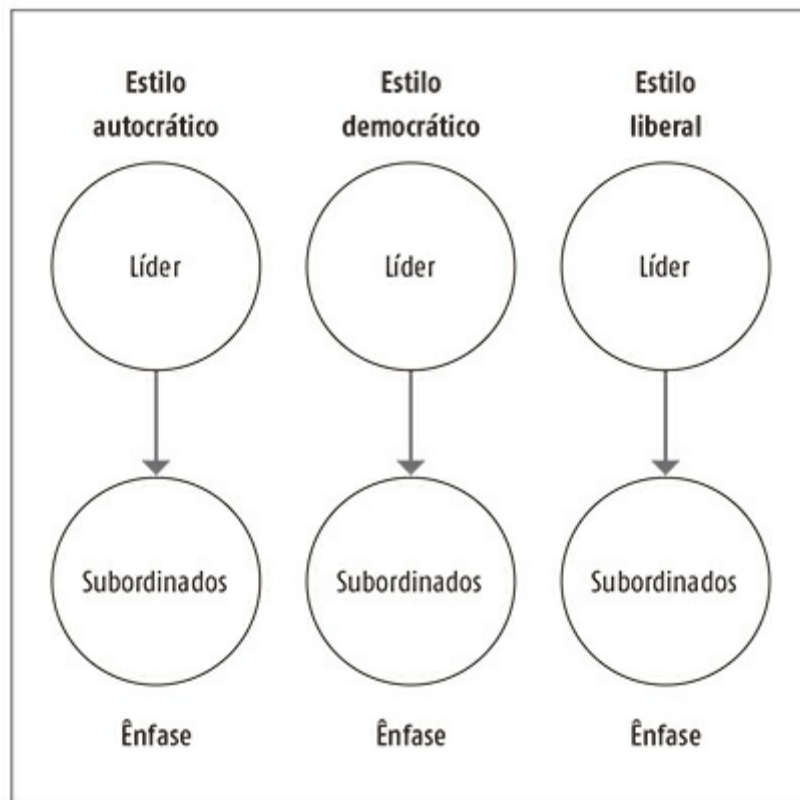 Estilo
autocrático
Líder
Subordinados
Ênfase
Estilo
democrático
Líder
Subordinados
Ênfase
Estilo
liberal
Líder
Subordinados
Ênfase